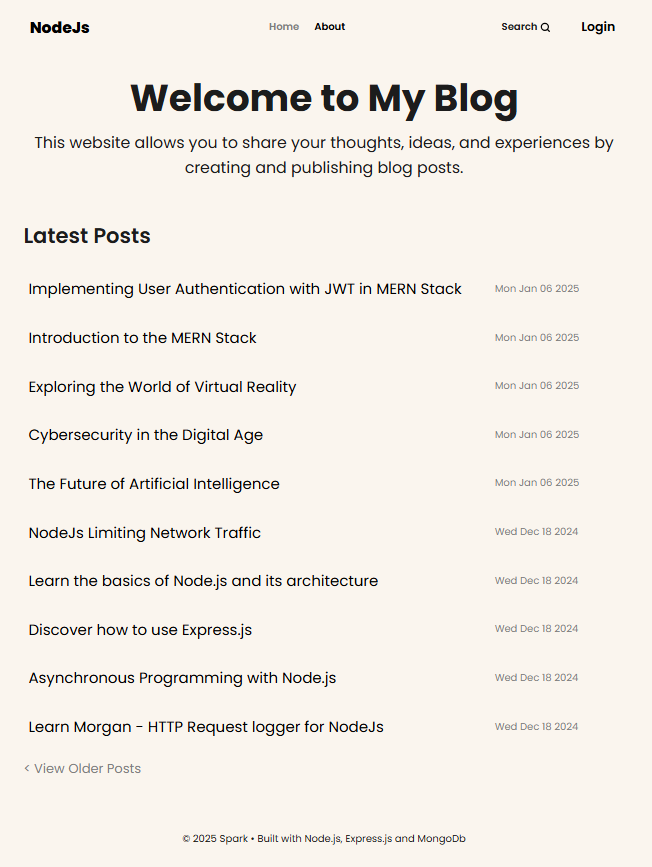 NodeJs Home About Search Login
Welcome to My Blog
This website allows you to share your thoughts, ideas, and experiences by
creating and publishing blog posts.
Latest Posts
Implementing User Authentication with JWT in MERN Stack Mon Jan 06 2025
Introduction to the MERN Stack Mon Jan 06 2025
Exploring the World of Virtual Reality Mon Jan 06 2025
Cybersecurity in the Digital Age Mon Jan 06 2025
The Future of Artificial Intelligence Mon Jan 06 2025
NodeJs Limiting Network Traffic Wed Dec 18 2024
Learn the basics of Node.js and its architecture Wed Dec 18 2024
Discover how to use Express.js Wed Dec 18 2024
Asynchronous Programming with Node.js Wed Dec 18 2024
Learn Morgan - HTTP Request logger for NodeJs Wed Dec 18 2024
< View Older Posts
© 2025 Spark • Built with Node.js, Express.js and MongoDb